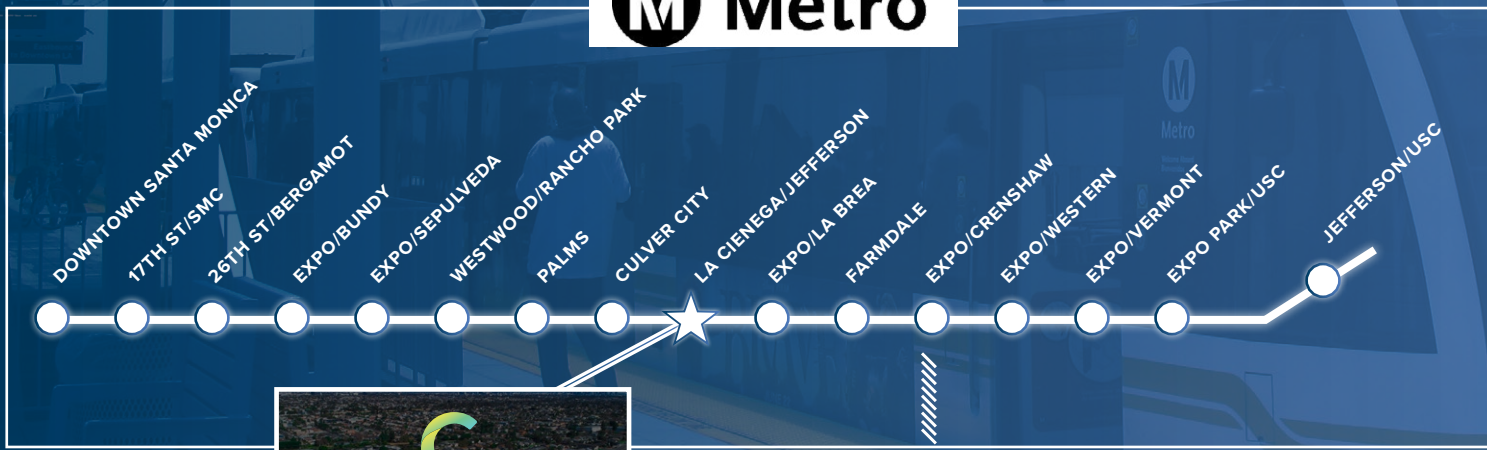 Metro
DOWNTOWN SANTA MONICA
17TH ST/SMC
26TH ST/BERGAMOT
EXPO/BUNDY
EXPO/SEPULVEDA
WESTWOOD/RANCHO PARK
PALMS
CULVER CITY
LA CIENEGA/JEFFERSON
EXPO/LA BREA
FARMDALE
EXPO/CRENSHAW
EXPO/WESTERN
EXPO/VERMONT
EXPO PARK/USC
JEFFERSON/USC
M
Metro